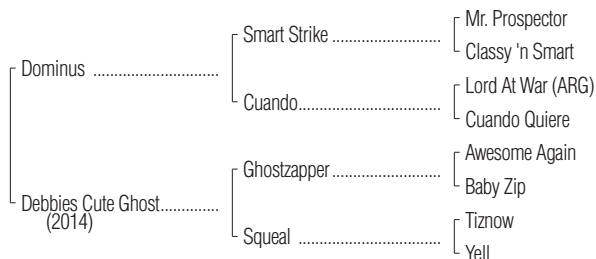 Mr. Prospector
Smart Strike ...........................
Classy 'n Smart
Dominus ...............................
Lord At War (ARG)
Cuando...................................
Cuando Quiere
Awesome Again
Ghostzapper...........................
Baby Zip
Debbies Cute Ghost..............
(2014)
Tiznow
Squeal ...................................
Yell